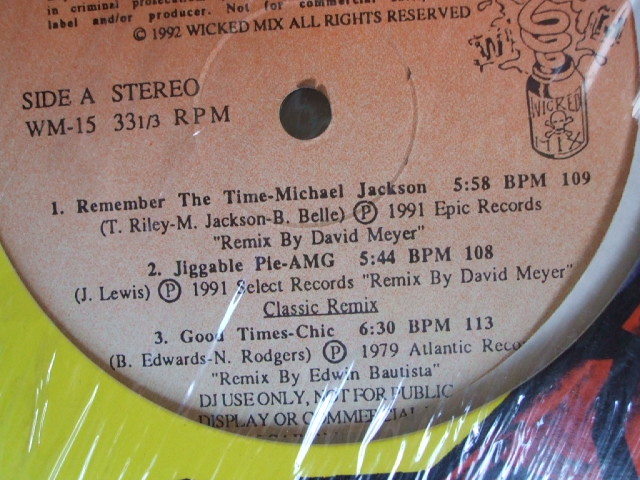 in criminal prosecution
label and/or producer. Not for commercial
© 1992 WICKED MIX ALL RIGHTS RESERVED
SIDE A STEREO
WM-15 33 1/3 RPM
WICKED
MIX
1. Remember The Time-Michael Jackson 5:58 BPM 109
(T. Riley-M. Jackson-B. Belle) Ⓟ 1991 Epic Records
"Remix By David Meyer"
2. Jiggable Pie-AMG 5:44 BPM 108
(J. Lewis) Ⓟ 1991 Select Records "Remix By David Meyer"
Classic Remix
3. Good Times-Chic 6:30 BPM 113
(B. Edwards-N. Rodgers) Ⓟ 1979 Atlantic Reco
"Remix By Edwin Bautista"
DJ USE ONLY, NOT FOR PUBLIC
DISPLAY OR COMMERCIAL